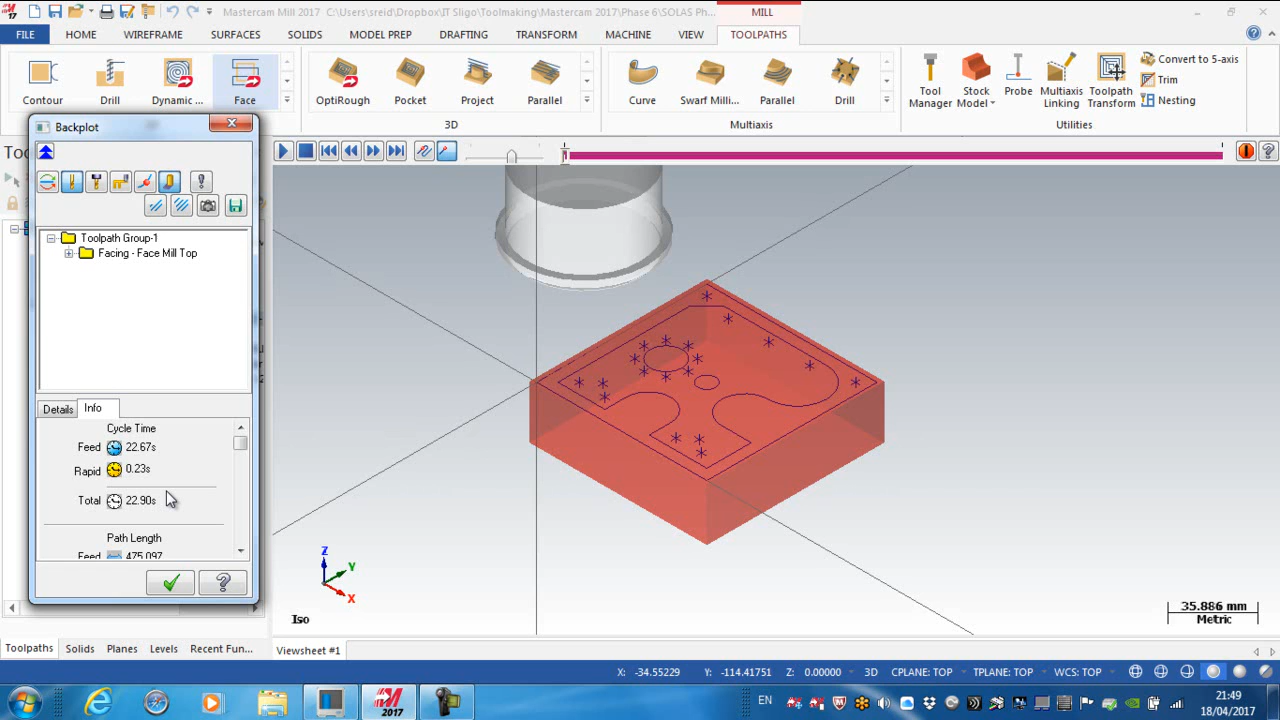 Mastercam Mill 2017 C:\Users\sreid\Dropbox\IT Sligo\Toolmaking\Mastercam 2017\Phase 6\SOLAS Ph...
MILL
FILE
HOME
WIREFRAME
SURFACES
SOLIDS
MODEL PREP
DRAFTING
TRANSFORM
MACHINE
VIEW
TOOLPATHS
Contour
Drill
Dynamic ...
Face
OptiRough
Pocket
Project
Parallel
Curve
Swarf Milli...
Parallel
Drill
Tool Manager
Stock Model
Probe
Multiaxis Linking
Toolpath Transform
Convert to 5-axis
Trim
Nesting
3D
Multiaxis
Utilities
Backplot
Toolpath Group-1
Facing - Face Mill Top
Details
Info
Cycle Time
Feed 22.67s
Rapid 0.23s
Total 22.90s
Path Length
Feed 475.097
Z
Y
X
Iso
35.886 mm
Metric
Toolpaths
Solids
Planes
Levels
Recent Fun...
Viewsheet #1
X: -34.55229
Y: -114.41751
Z: 0.00000
3D
CPLANE: TOP
TPLANE: TOP
WCS: TOP
2017
EN
21:49
18/04/2017